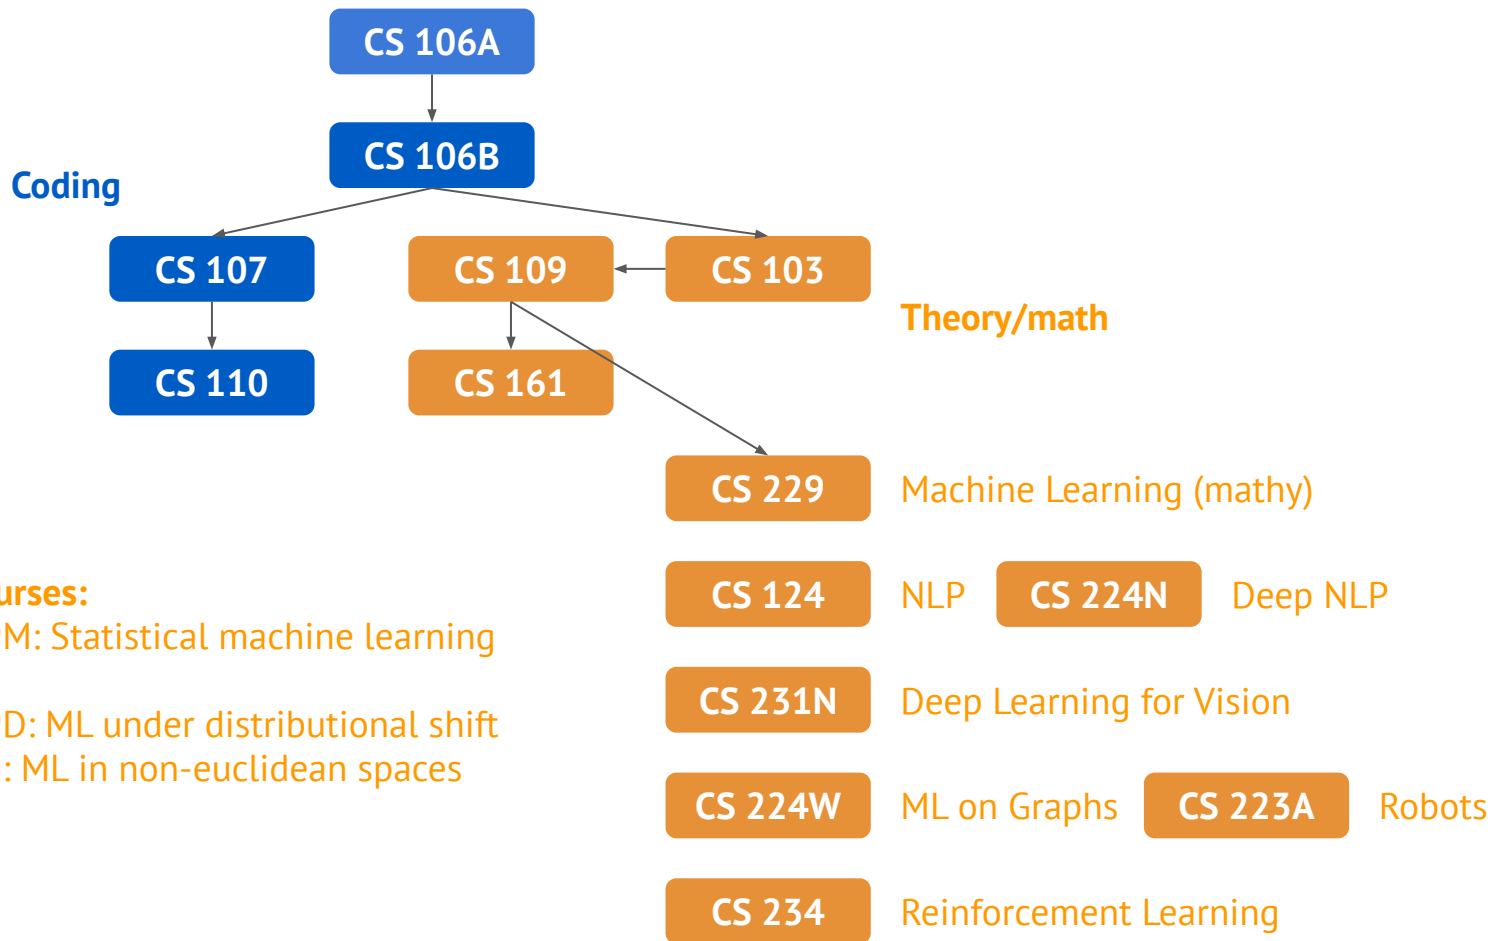 CS 106A
CS 106B
Coding
CS 107
CS 109
CS 103
Theory/math
CS 110
CS 161
CS 229 Machine Learning (mathy)
CS 124 NLP CS 224N Deep NLP
urses:
M: Statistical machine learning
CS 231N Deep Learning for Vision
D: ML under distributional shift
: ML in non-euclidean spaces
CS 224W ML on Graphs CS 223A Robots
CS 234 Reinforcement Learning